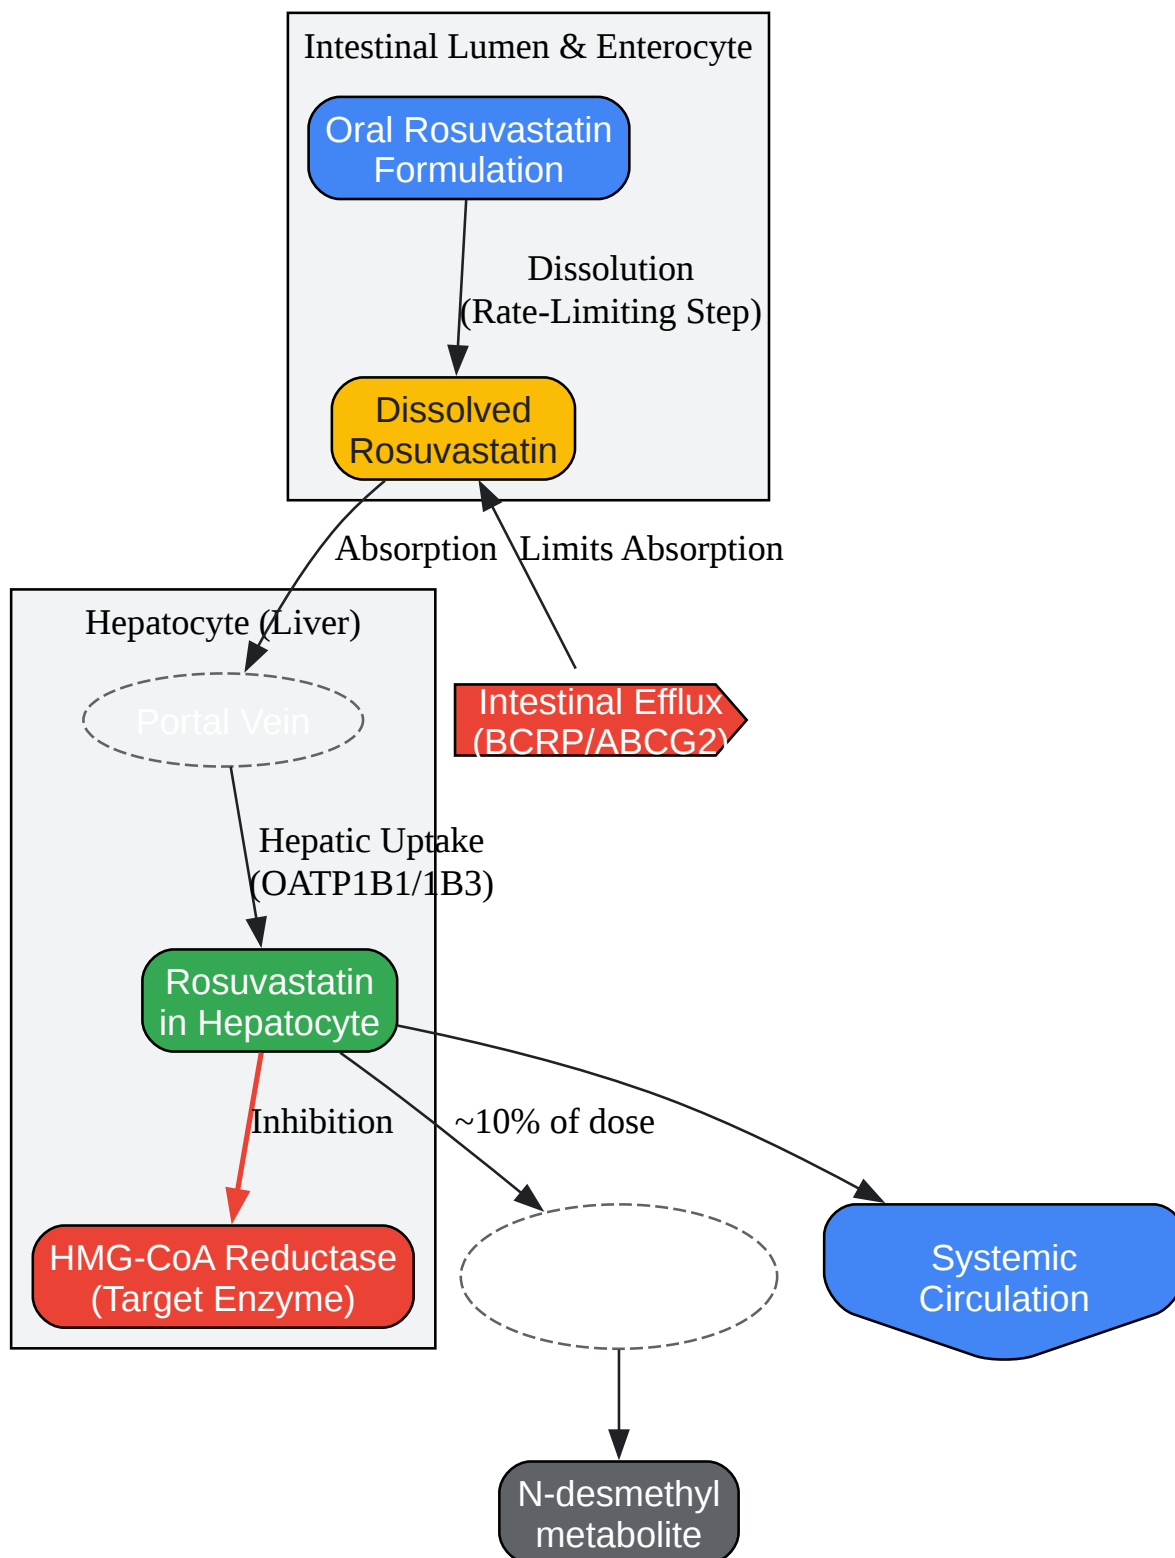 Intestinal Lumen & Enterocyte
Oral Rosuvastatin
Formulation
Dissolution
(Rate-Limiting Step)
Dissolved
Rosuvastatin
Absorption
Limits Absorption
Hepatocyte (Liver)
Portal Vein
Intestinal Efflux
(BCRP/ABCG2)
Hepatic Uptake
(OATP1B1/1B3)
Rosuvastatin
in Hepatocyte
Inhibition
~10% of dose
HMG-CoA Reductase
(Target Enzyme)
Systemic
Circulation
N-desmethyl
metabolite